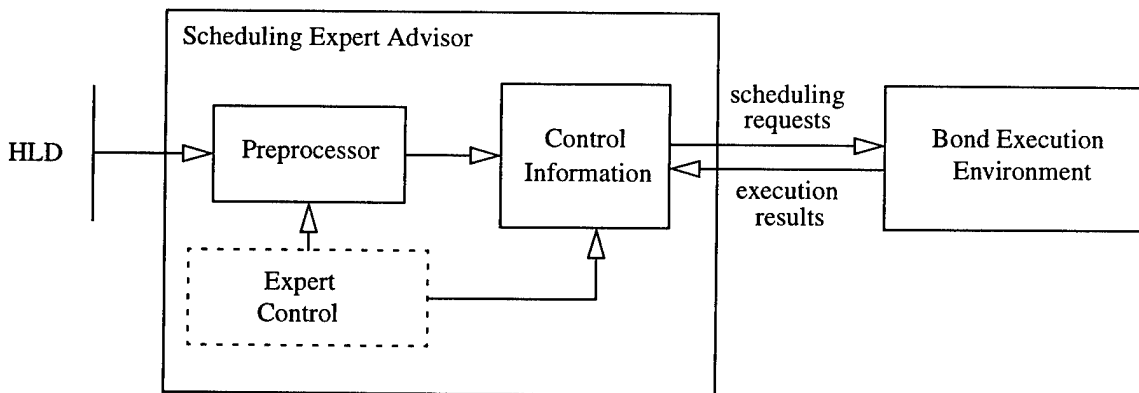 Scheduling Expert Advisor
HLD
Preprocessor
Control
Information
scheduling
requests
execution
results
Bond Execution
Environment
Expert
Control